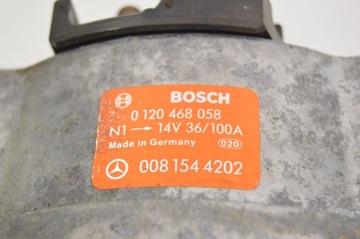 BOSCH
0 120 468 058
N1 → 14V 36/100A
Made in Germany 020
008 154 4202